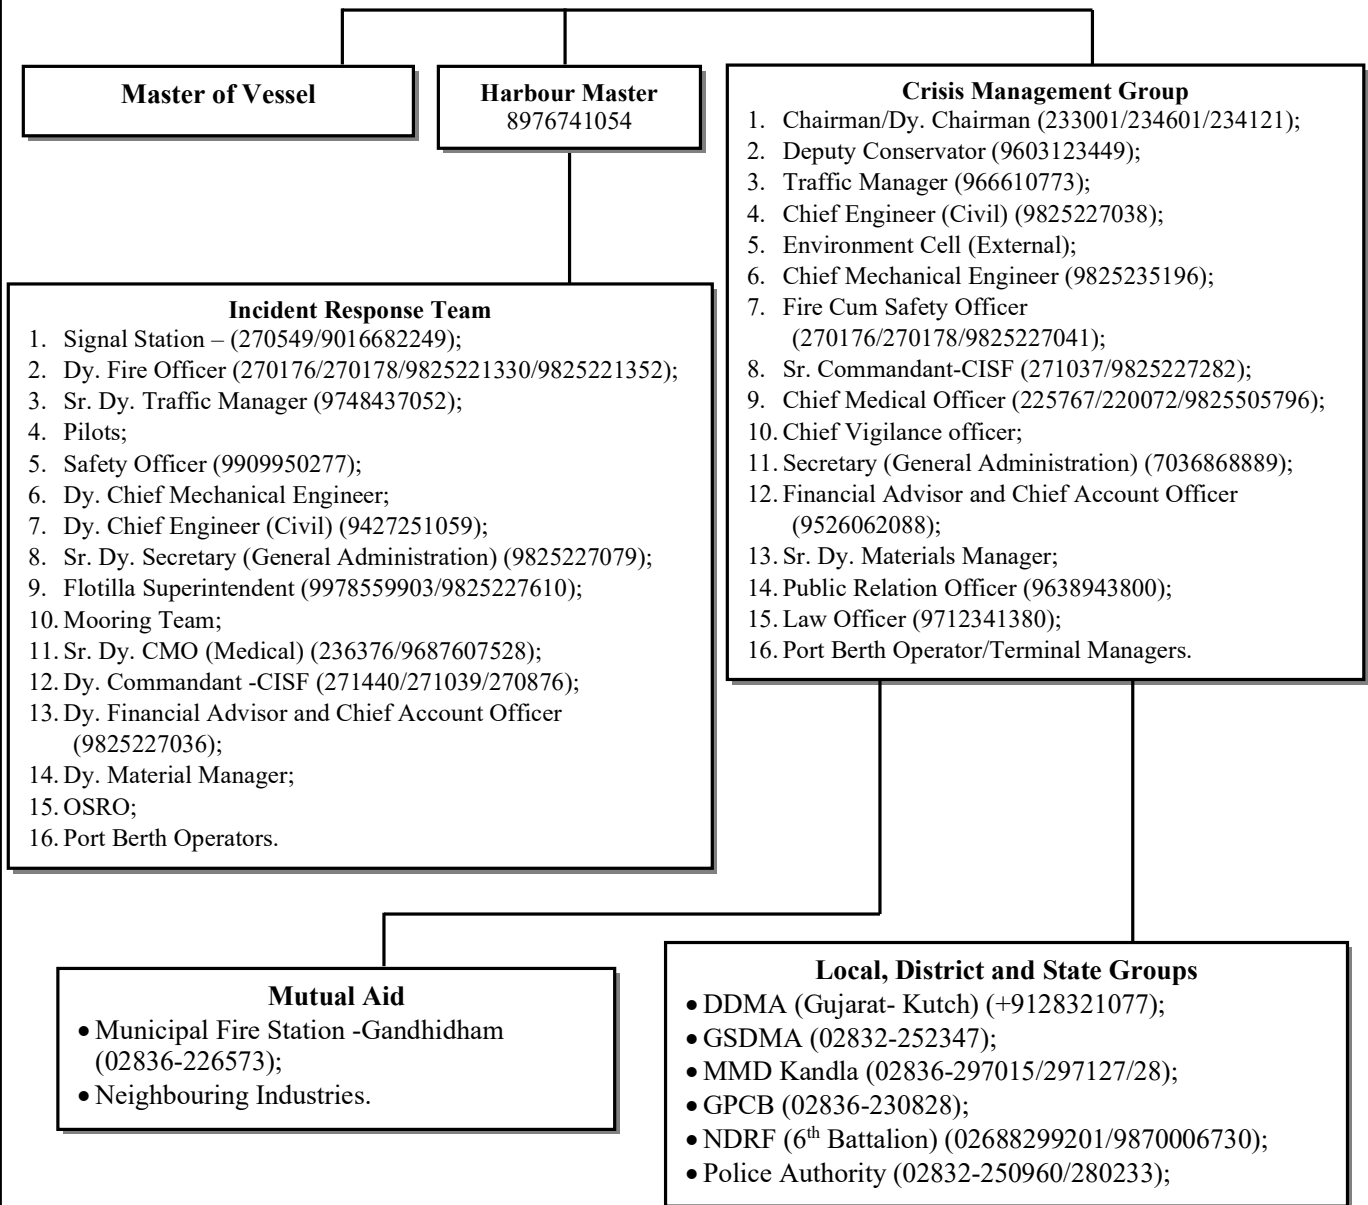 Master of Vessel
Harbour Master
8976741054
Crisis Management Group
1. Chairman/Dy. Chairman (233001/234601/234121);
2. Deputy Conservator (9603123449);
3. Traffic Manager (966610773);
4. Chief Engineer (Civil) (9825227038);
5. Environment Cell (External);
6. Chief Mechanical Engineer (9825235196);
7. Fire Cum Safety Officer
(270176/270178/9825227041);
8. Sr. Commandant-CISF (271037/9825227282);
9. Chief Medical Officer (225767/220072/9825505796);
10. Chief Vigilance officer;
11. Secretary (General Administration) (7036868889);
12. Financial Advisor and Chief Account Officer
(9526062088);
13. Sr. Dy. Materials Manager;
14. Public Relation Officer (9638943800);
15. Law Officer (9712341380);
16. Port Berth Operator/Terminal Managers.
Incident Response Team
1. Signal Station – (270549/9016682249);
2. Dy. Fire Officer (270176/270178/9825221330/9825221352);
3. Sr. Dy. Traffic Manager (9748437052);
4. Pilots;
5. Safety Officer (9909950277);
6. Dy. Chief Mechanical Engineer;
7. Dy. Chief Engineer (Civil) (9427251059);
8. Sr. Dy. Secretary (General Administration) (9825227079);
9. Flotilla Superintendent (9978559903/9825227610);
10. Mooring Team;
11. Sr. Dy. CMO (Medical) (236376/9687607528);
12. Dy. Commandant -CISF (271440/271039/270876);
13. Dy. Financial Advisor and Chief Account Officer
(9825227036);
14. Dy. Material Manager;
15. OSRO;
16. Port Berth Operators.
Mutual Aid
• Municipal Fire Station -Gandhidham
(02836-226573);
• Neighbouring Industries.
Local, District and State Groups
• DDMA (Gujarat- Kutch) (+9128321077);
• GSDMA (02832-252347);
• MMD Kandla (02836-297015/297127/28);
• GPCB (02836-230828);
• NDRF (6th Battalion) (02688299201/9870006730);
• Police Authority (02832-250960/280233);